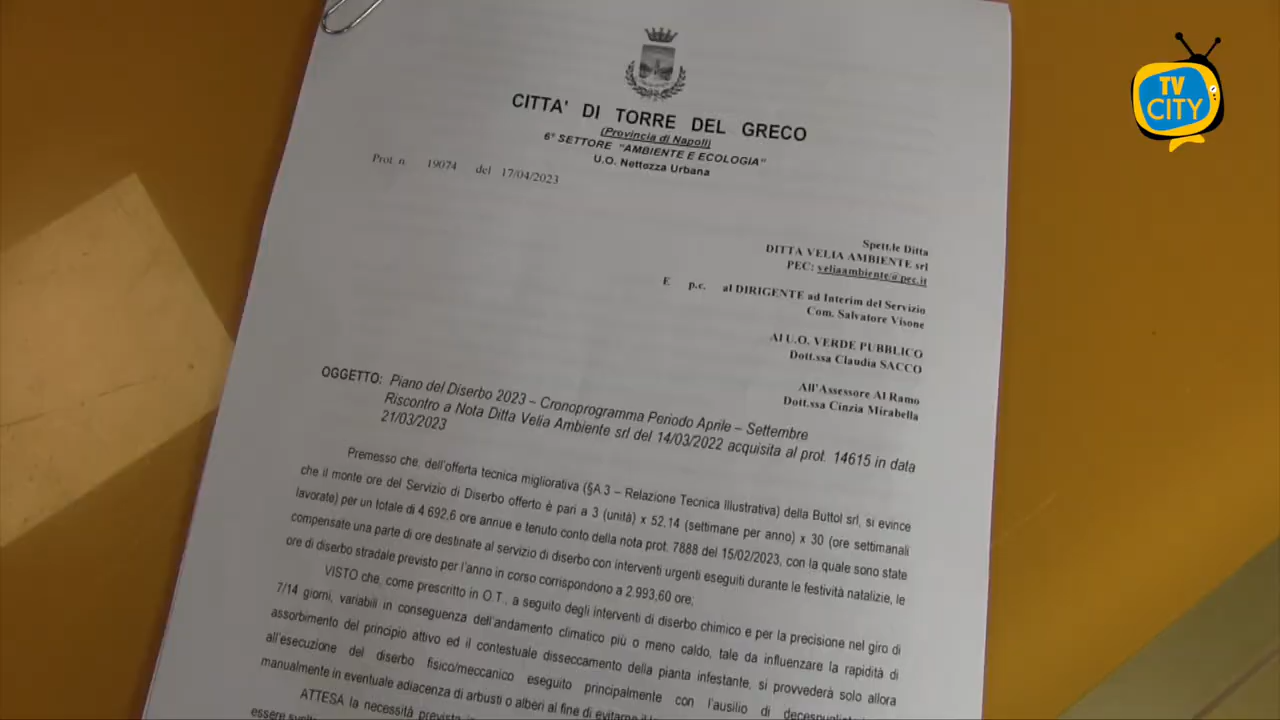 TV
CITY
CITTA' DI TORRE DEL GRECO
(Provincia di Napoli)
6° SETTORE "AMBIENTE E ECOLOGIA"
U.O. Nettezza Urbana
Prot. n. 19074 del 17/04/2023
Spett.le Ditta
DITTA VELIA AMBIENTE srl
PEC: veliaambiente@pec.it
E p.c. al DIRIGENTE ad Interim del Servizio
Com. Salvatore Visone
Al U.O. VERDE PUBBLICO
Dott.ssa Claudia SACCO
All'Assessore Al Ramo
Dott.ssa Cinzia Mirabella
OGGETTO: Piano del Diserbo 2023 – Cronoprogramma Periodo Aprile – Settembre
Riscontro a Nota Ditta Velia Ambiente srl del 14/03/2022 acquisita al prot. 14615 in data
21/03/2023
Premesso che, dell'offerta tecnica migliorativa (§A.3 – Relazione Tecnica Illustrativa) della Buttol srl, si evince
che il monte ore del Servizio di Diserbo offerto è pari a 3 (unità) x 52,14 (settimane per anno) x 30 (ore settimanali
lavorate) per un totale di 4.692,6 ore annue e tenuto conto della nota prot. 7888 del 15/02/2023, con la quale sono state
compensate una parte di ore destinate al servizio di diserbo con interventi urgenti eseguiti durante le festività natalizie, le
ore di diserbo stradale previsto per l'anno in corso corrispondono a 2.993,60 ore;
VISTO che, come prescritto in O.T., a seguito degli interventi di diserbo chimico e per la precisione nel giro di
7/14 giorni, variabili in conseguenza dell'andamento climatico più o meno caldo, tale da influenzare la rapidità di
assorbimento del principio attivo ed il contestuale disseccamento della pianta infestante, si provvederà solo allora
all'esecuzione del diserbo fisico/meccanico eseguito principalmente con l'ausilio di
manualmente in eventuale adiacenza di arbusti o alberi al fine di
ATTESA la necessità prevista
essere